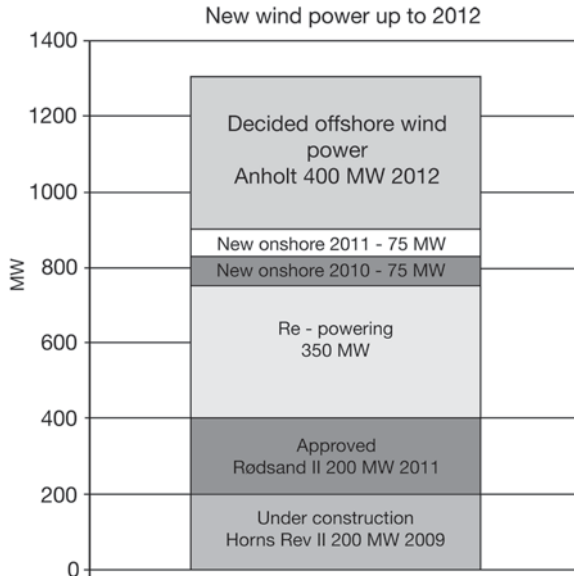 New wind power up to 2012
1400
1200
1000
800
600
400
200
0
MW
Decided offshore wind
power
Anholt 400 MW 2012
New onshore 2011 - 75 MW
New onshore 2010 - 75 MW
Re - powering
350 MW
Approved
Rødsand II 200 MW 2011
Under construction
Horns Rev II 200 MW 2009